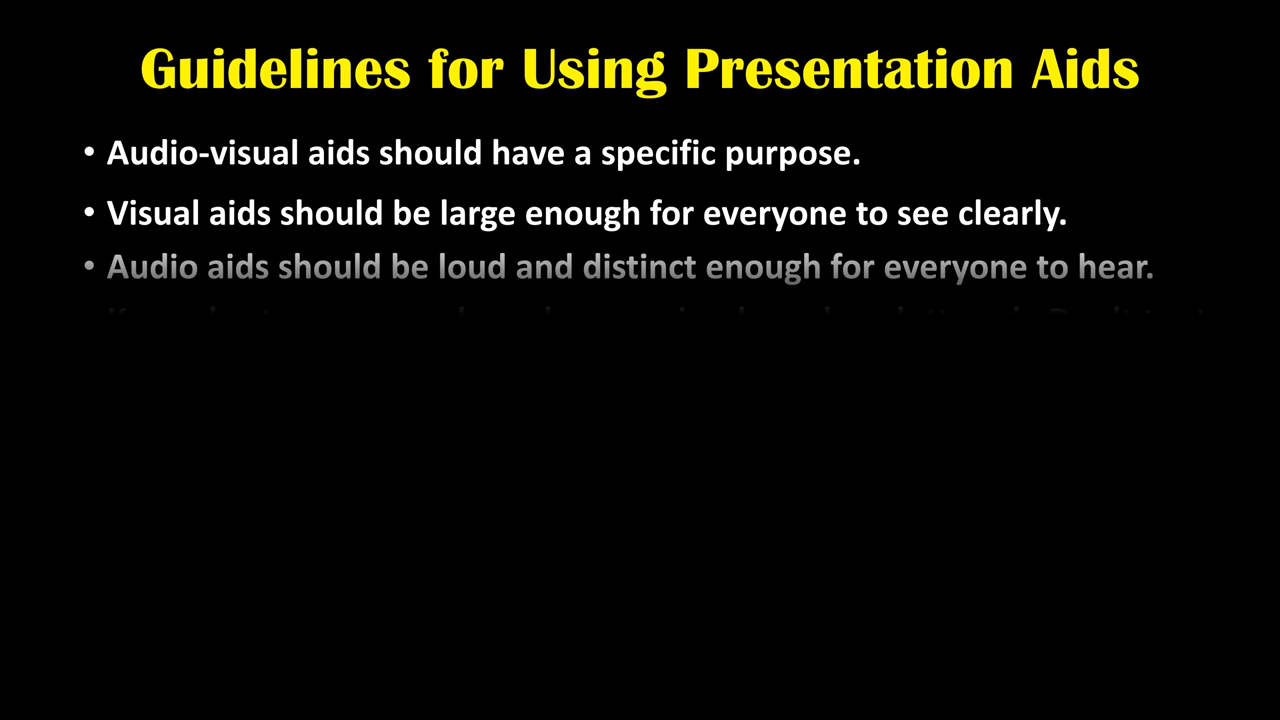 Guidelines for Using Presentation Aids
• Audio-visual aids should have a specific purpose.
• Visual aids should be large enough for everyone to see clearly.
• Audio aids should be loud and distinct enough for everyone to hear.